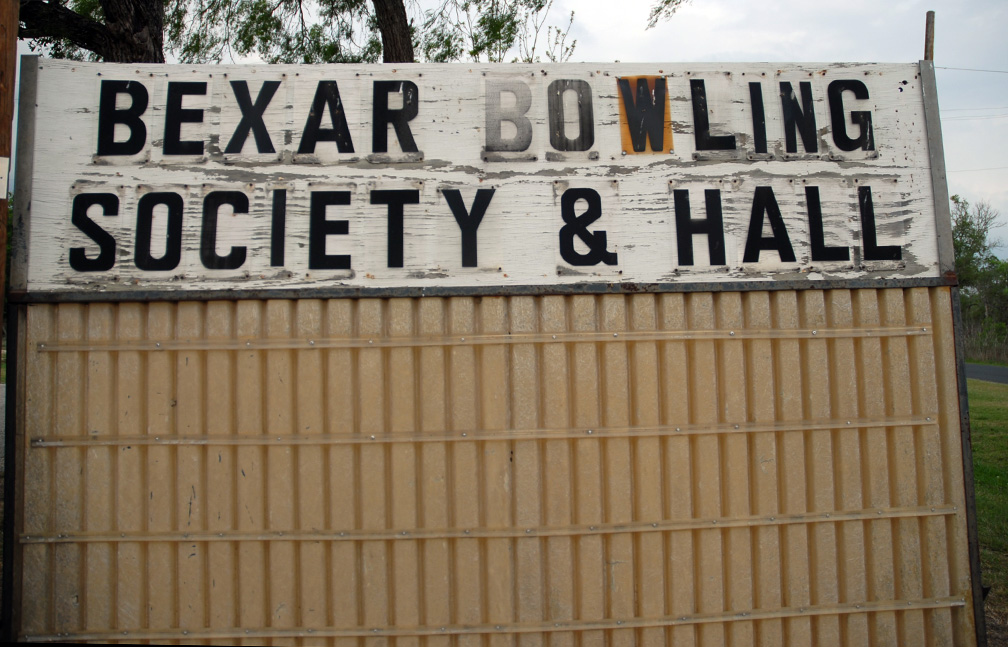 BEXAR BOWLING
SOCIETY & HALL